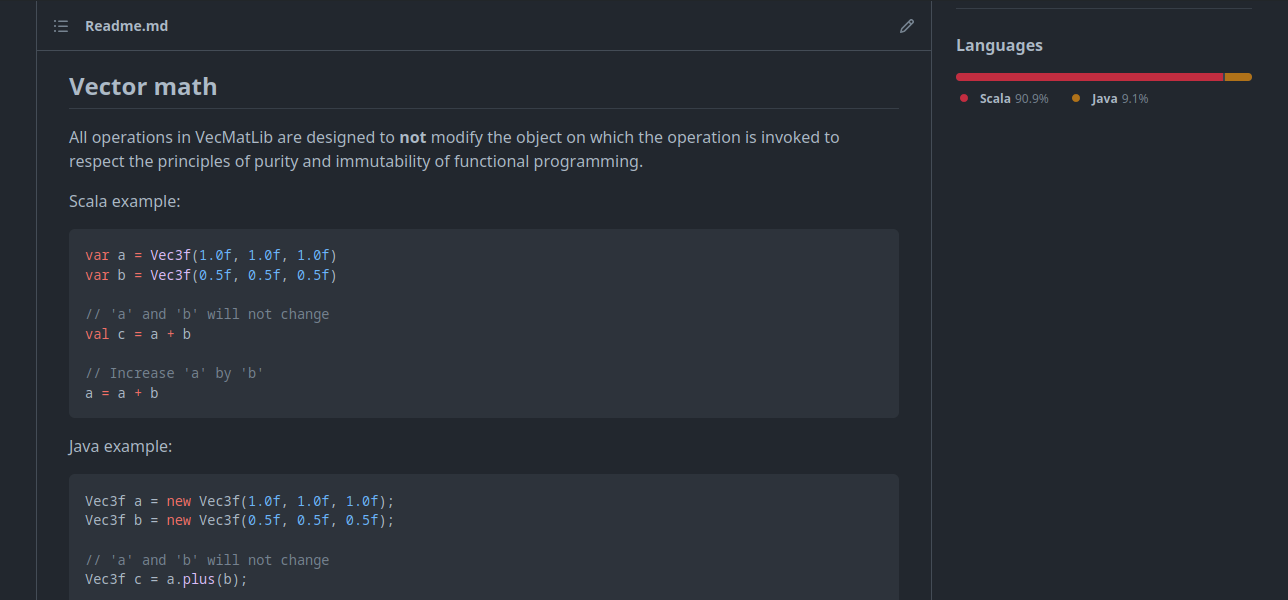 Readme.md
Vector math
All operations in VecMatLib are designed to not modify the object on which the operation is invoked to
respect the principles of purity and immutability of functional programming.
Scala example:
var a = Vec3f(1.0f, 1.0f, 1.0f)
var b = Vec3f(0.5f, 0.5f, 0.5f)
// 'a' and 'b' will not change
val c = a + b
// Increase 'a' by 'b'
a = a + b
Java example:
Vec3f a = new Vec3f(1.0f, 1.0f, 1.0f);
Vec3f b = new Vec3f(0.5f, 0.5f, 0.5f);
// 'a' and 'b' will not change
Vec3f c = a.plus(b);
Languages
Scala 90.9%
Java 9.1%